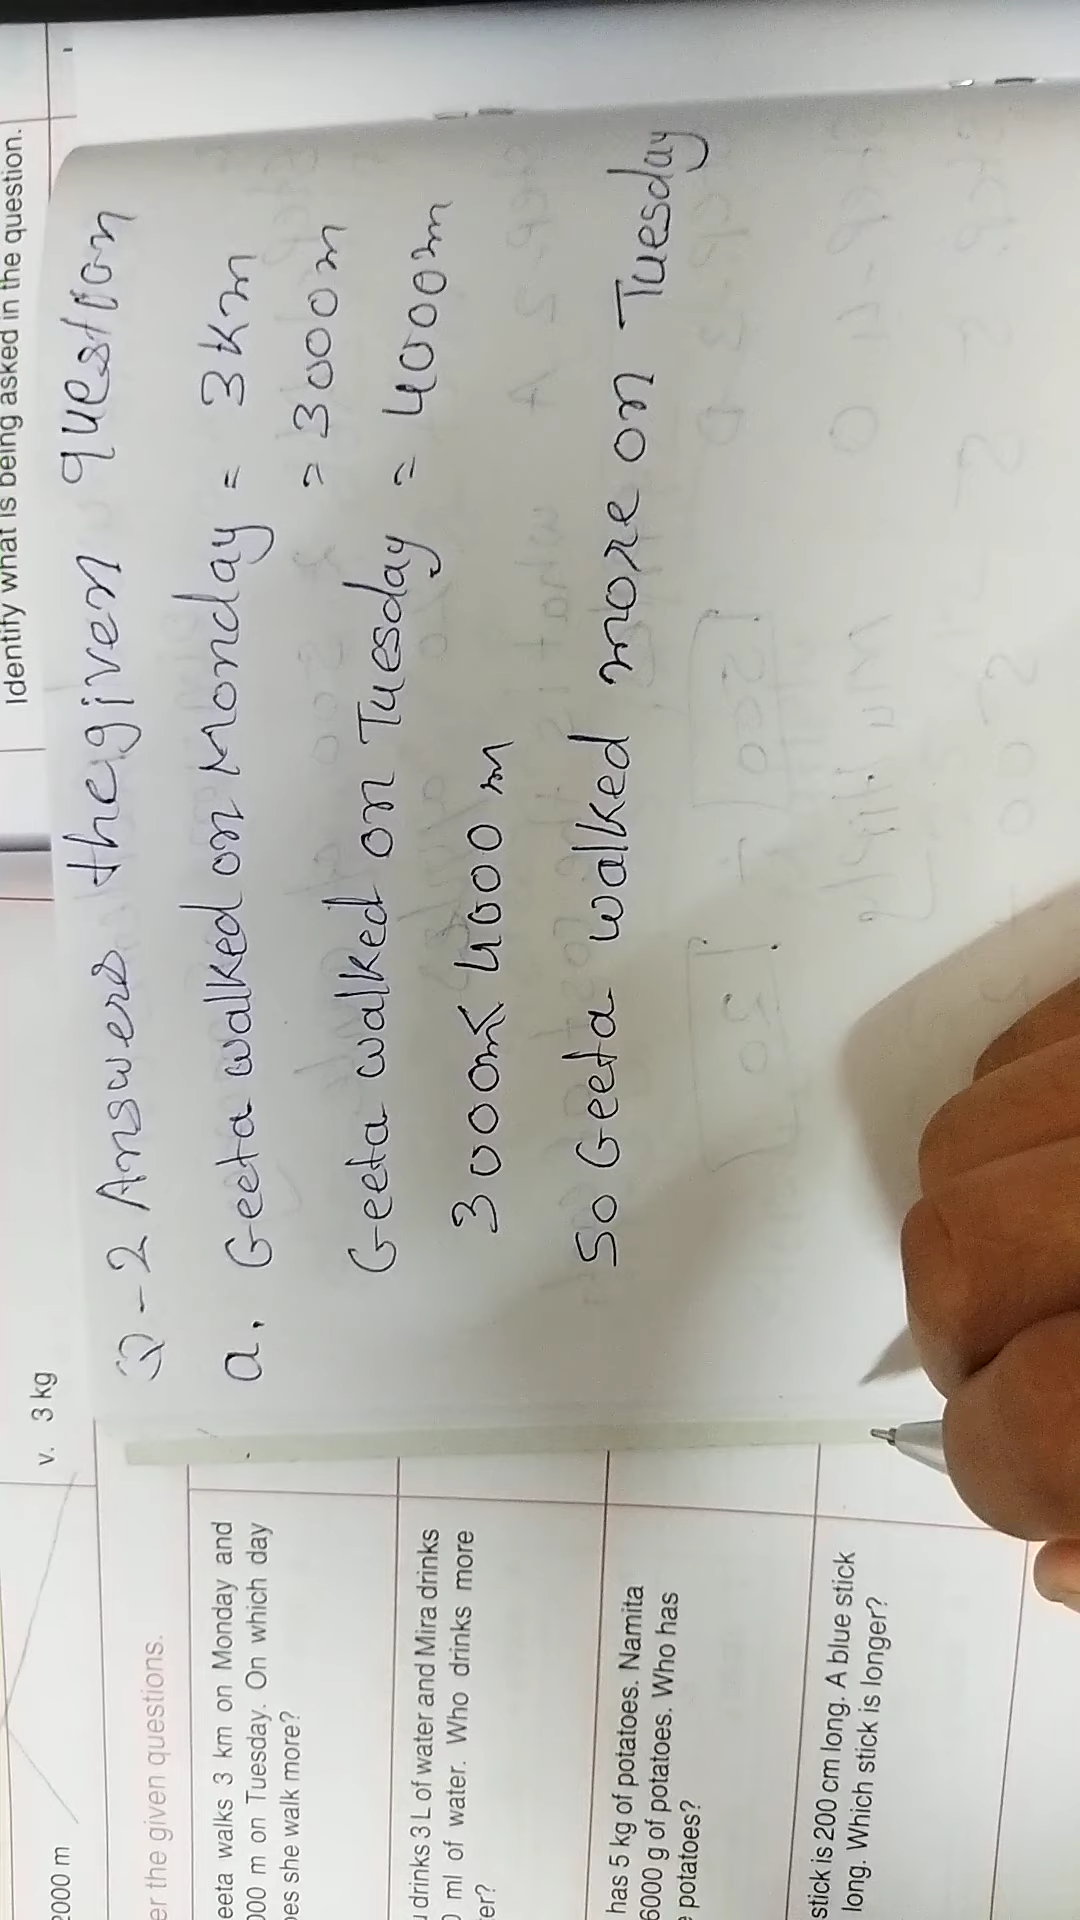 Identify what is being asked in the question.
v. 3 kg
2000 m
Q-2 Answers the given question
a. Geeta walked on Monday = 3 Km
= 3000 m
Geeta walked on Tuesday = 4000 m
3000m < 4000 m
So Geeta walked more on Tuesday
er the given questions.
eeta walks 3 km on Monday and
000 m on Tuesday. On which day
oes she walk more?
drinks 3 L of water and Mira drinks
0 ml of water. Who drinks more
er?
has 5 kg of potatoes. Namita
6000 g of potatoes. Who has
e potatoes?
stick is 200 cm long. A blue stick
long. Which stick is longer?